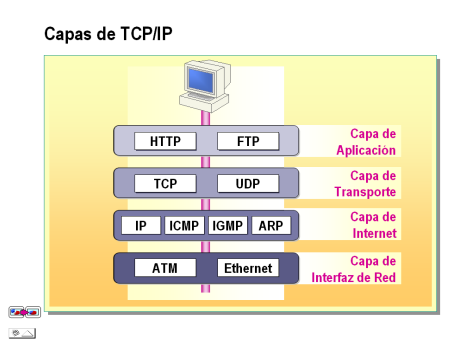 Capas de TCP/IP
HTTP FTP
Capa de
Aplicación
TCP UDP
Capa de
Transporte
IP ICMP IGMP ARP
Capa de
Internet
ATM Ethernet
Capa de
Interfaz de Red